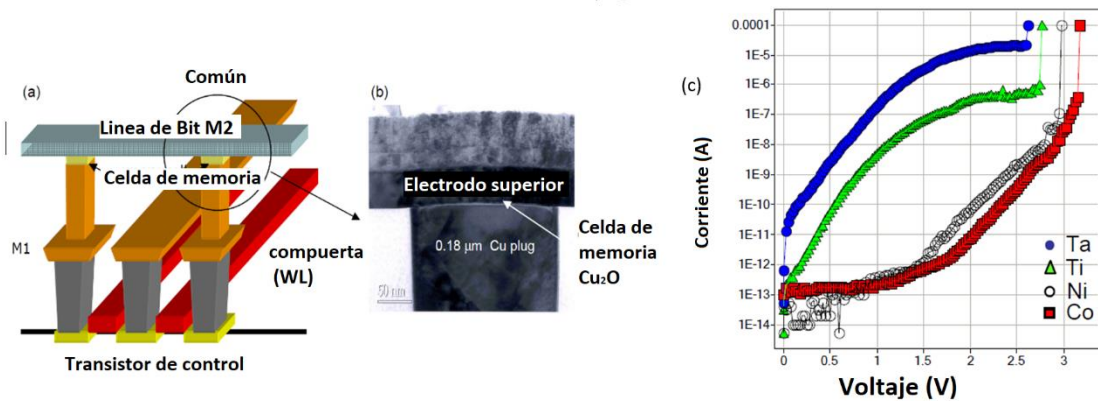 (a)
Común
Linea de Bit M2
Celda de memoria
M1
compuerta
(WL)
Transistor de control
(b)
Electrodo superior
0.18 µm Cu plug
Celda de
memoria
Cu₂O
50 nm
(c)
Corriente (A)
0.0001
1E-5
1E-6
1E-7
1E-8
1E-9
1E-10
1E-11
1E-12
1E-13
1E-14
Ta
Ti
Ni
Co
0 0.5 1 1.5 2 2.5 3
Voltaje (V)